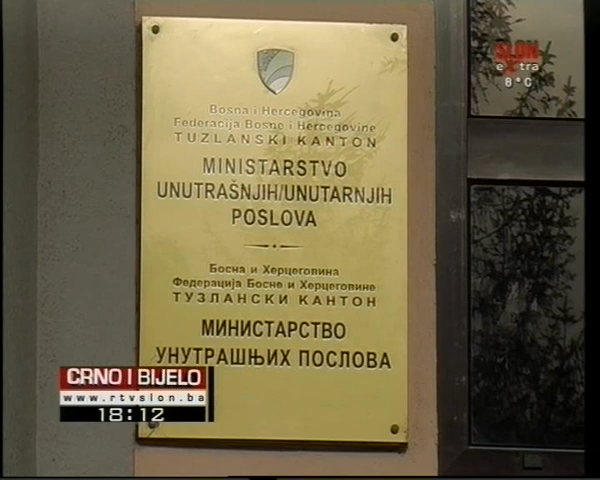 SLON
extra
8°C
Bosna i Hercegovina
Federacija Bosne i Hercegovine
TUZLANSKI KANTON
MINISTARSTVO
UNUTRAŠNJIH/UNUTARNJIH
POSLOVA
Босна и Херцеговина
Федерација Босне и Херцеговине
ТУЗЛАНСКИ КАНТОН
МИНИСТАРСТВО
УНУТРАШЊИХ ПОСЛОВА
CRNO I BIJELO
www.rtvslon.ba
18:12